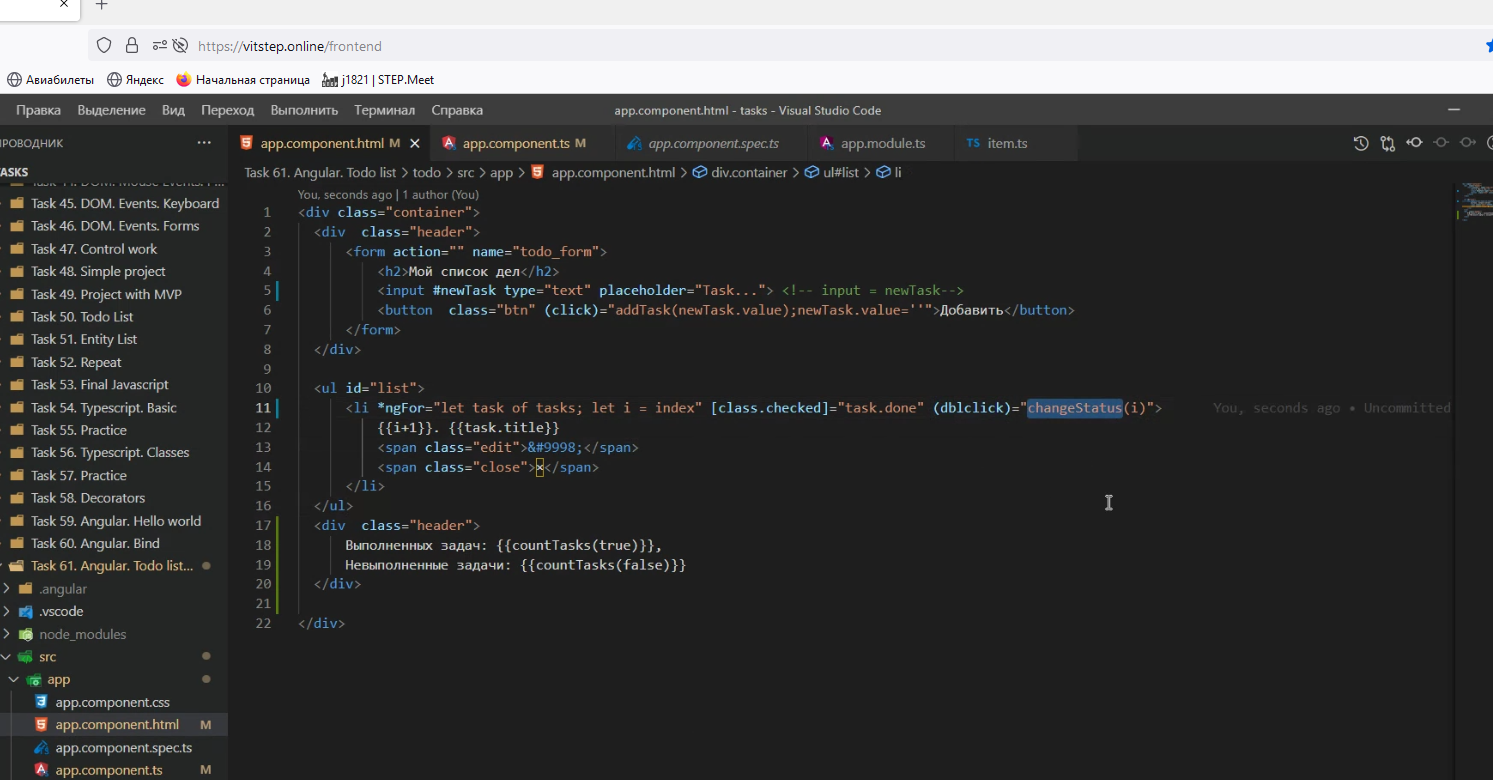 https://vitstep.online/frontend
Авиабилеты Яндекс Начальная страница j1821 | STEP.Meet
Правка Выделение Вид Переход Выполнить Терминал Справка app.component.html - tasks - Visual Studio Code
РОВОДНИК ... app.component.html M app.component.ts M app.component.spec.ts app.module.ts TS item.ts
ASKS Task 61. Angular. Todo list > todo > src > app > app.component.html > div.container > ul#list > li
You, seconds ago | 1 author (You)
1 <div class="container">
2 <div  class="header">
3 <form action="" name="todo_form">
4 <h2>Мой список дел</h2>
5 <input #newTask type="text" placeholder="Task..."> <!-- input = newTask-->
6 <button  class="btn" (click)="addTask(newTask.value);newTask.value=''">Добавить</button>
7 </form>
8 </div>
9
10 <ul id="list">
11 <li *ngFor="let task of tasks; let i = index" [class.checked]="task.done" (dblclick)="changeStatus(i)"> You, seconds ago • Uncommitted
12 {{i+1}}. {{task.title}}
13 <span class="edit">&#9998;</span>
14 <span class="close">×</span>
15 </li>
16 </ul>
17 <div  class="header">
18 Выполненных задач: {{countTasks(true)}},
19 Невыполненные задачи: {{countTasks(false)}}
20 </div>
21
22 </div>
Task 45. DOM. Events. Keyboard
Task 46. DOM. Events. Forms
Task 47. Control work
Task 48. Simple project
Task 49. Project with MVP
Task 50. Todo List
Task 51. Entity List
Task 52. Repeat
Task 53. Final Javascript
Task 54. Typescript. Basic
Task 55. Practice
Task 56. Typescript. Classes
Task 57. Practice
Task 58. Decorators
Task 59. Angular. Hello world
Task 60. Angular. Bind
Task 61. Angular. Todo list...
.angular
.vscode
node_modules
src
app
app.component.css
app.component.html M
app.component.spec.ts
app.component.ts M